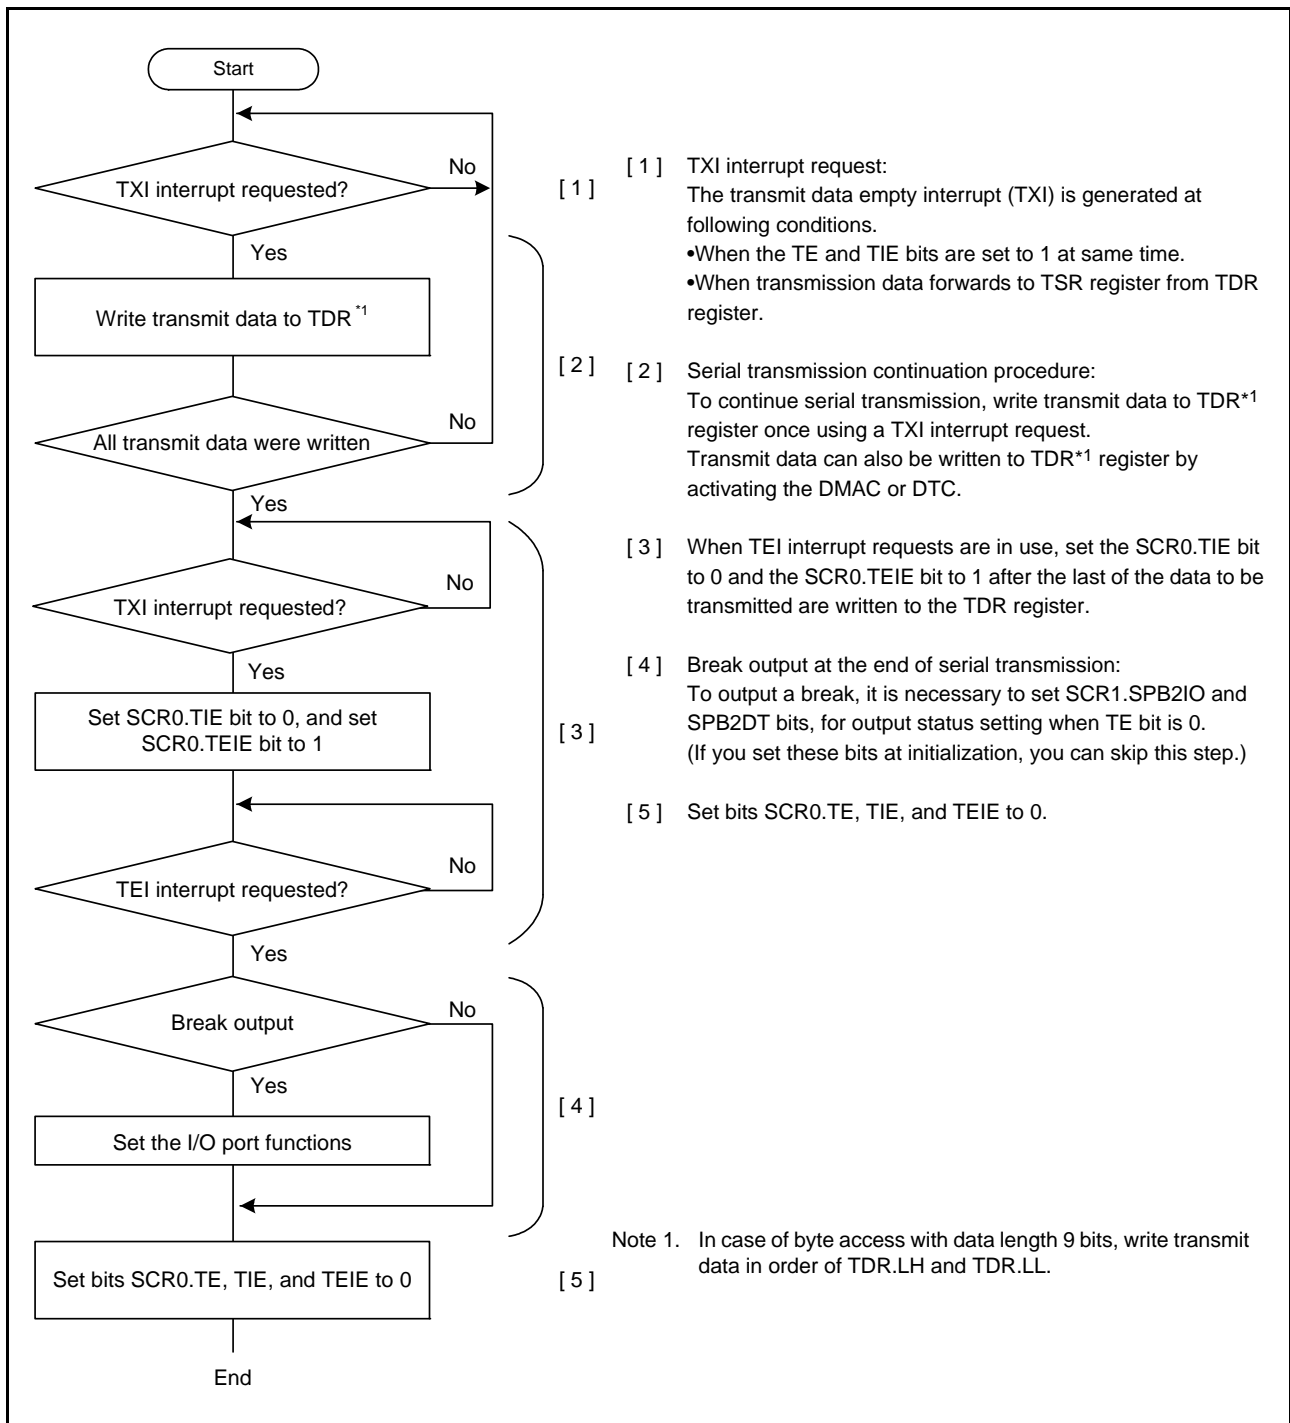 Start
TXI interrupt requested?
No
Yes
Write transmit data to TDR *1
All transmit data were written
No
Yes
TXI interrupt requested?
No
Yes
Set SCR0.TIE bit to 0, and set
SCR0.TEIE bit to 1
TEI interrupt requested?
No
Yes
Break output
No
Yes
Set the I/O port functions
Set bits SCR0.TE, TIE, and TEIE to 0
End
[ 1 ]
[ 2 ]
[ 3 ]
[ 4 ]
[ 5 ]
[ 1 ] TXI interrupt request:
The transmit data empty interrupt (TXI) is generated at
following conditions.
•When the TE and TIE bits are set to 1 at same time.
•When transmission data forwards to TSR register from TDR
register.
[ 2 ] Serial transmission continuation procedure:
To continue serial transmission, write transmit data to TDR*1
register once using a TXI interrupt request.
Transmit data can also be written to TDR*1 register by
activating the DMAC or DTC.
[ 3 ] When TEI interrupt requests are in use, set the SCR0.TIE bit
to 0 and the SCR0.TEIE bit to 1 after the last of the data to be
transmitted are written to the TDR register.
[ 4 ] Break output at the end of serial transmission:
To output a break, it is necessary to set SCR1.SPB2IO and
SPB2DT bits, for output status setting when TE bit is 0.
(If you set these bits at initialization, you can skip this step.)
[ 5 ] Set bits SCR0.TE, TIE, and TEIE to 0.
Note 1. In case of byte access with data length 9 bits, write transmit
data in order of TDR.LH and TDR.LL.